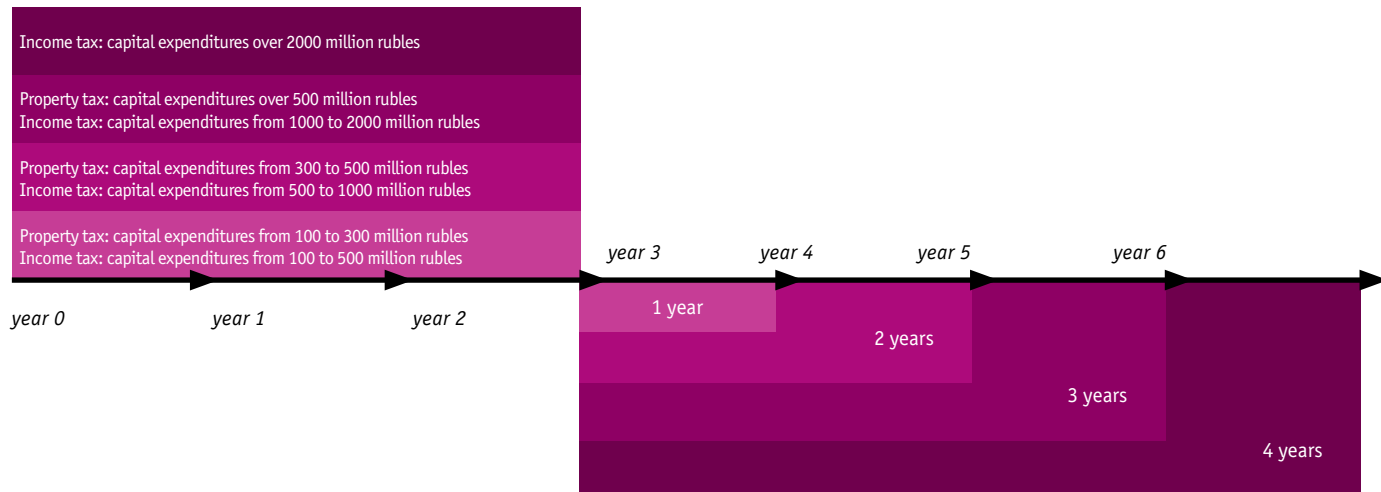 Income tax: capital expenditures over 2000 million rubles
Property tax: capital expenditures over 500 million rubles
Income tax: capital expenditures from 1000 to 2000 million rubles
Property tax: capital expenditures from 300 to 500 million rubles
Income tax: capital expenditures from 500 to 1000 million rubles
Property tax: capital expenditures from 100 to 300 million rubles
Income tax: capital expenditures from 100 to 500 million rubles
year 3
year 4
year 5
year 6
year 0
year 1
year 2
1 year
2 years
3 years
4 years